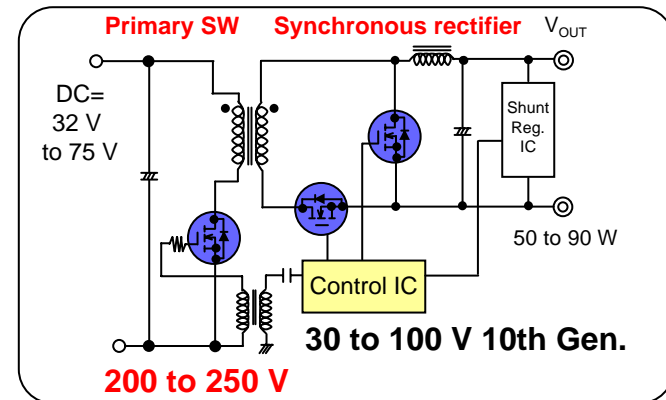 Primary SW Synchronous rectifier
VOUT
DC=
32 V
to 75 V
Shunt
Reg.
IC
50 to 90 W
Control IC
30 to 100 V 10th Gen.
200 to 250 V